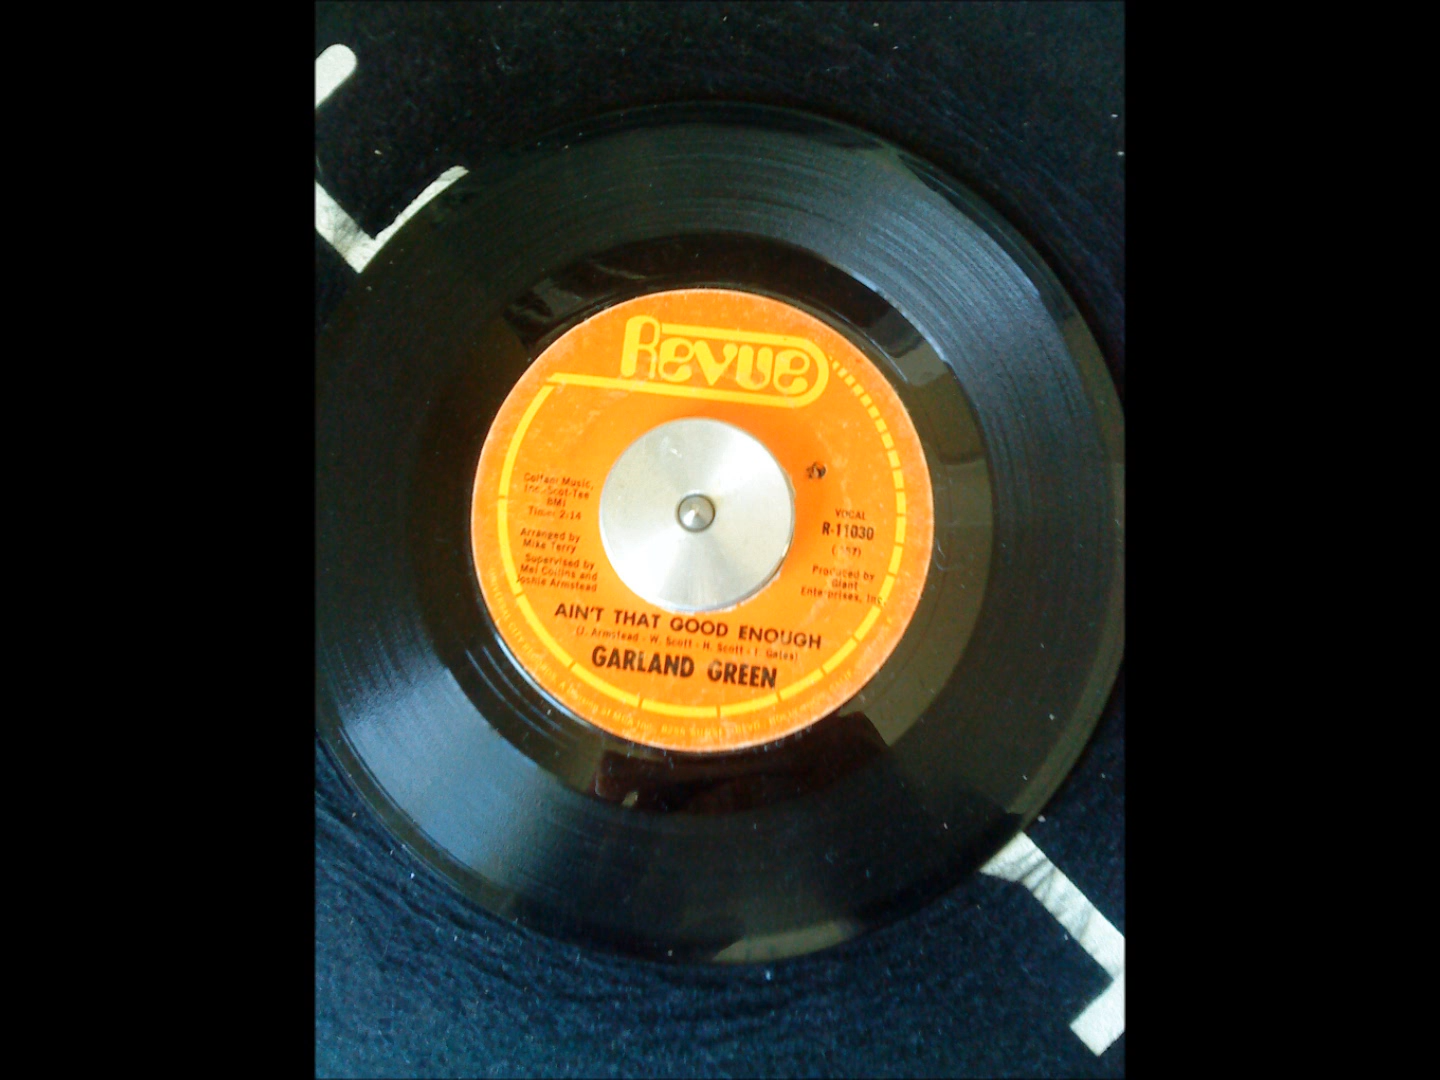 Revue
Music,
Inc.-Scot-Tee
BMI
Time: 2:14
Arranged by
Mike Terry
Supervised by
Mel Collins and
Joshie Armstead
VOCAL
R-11030
Produced by
Giant
Enterprises, Inc.
AIN'T THAT GOOD ENOUGH
(J. Armstead - W. Scott - H. Scott - I. Gates)
GARLAND GREEN